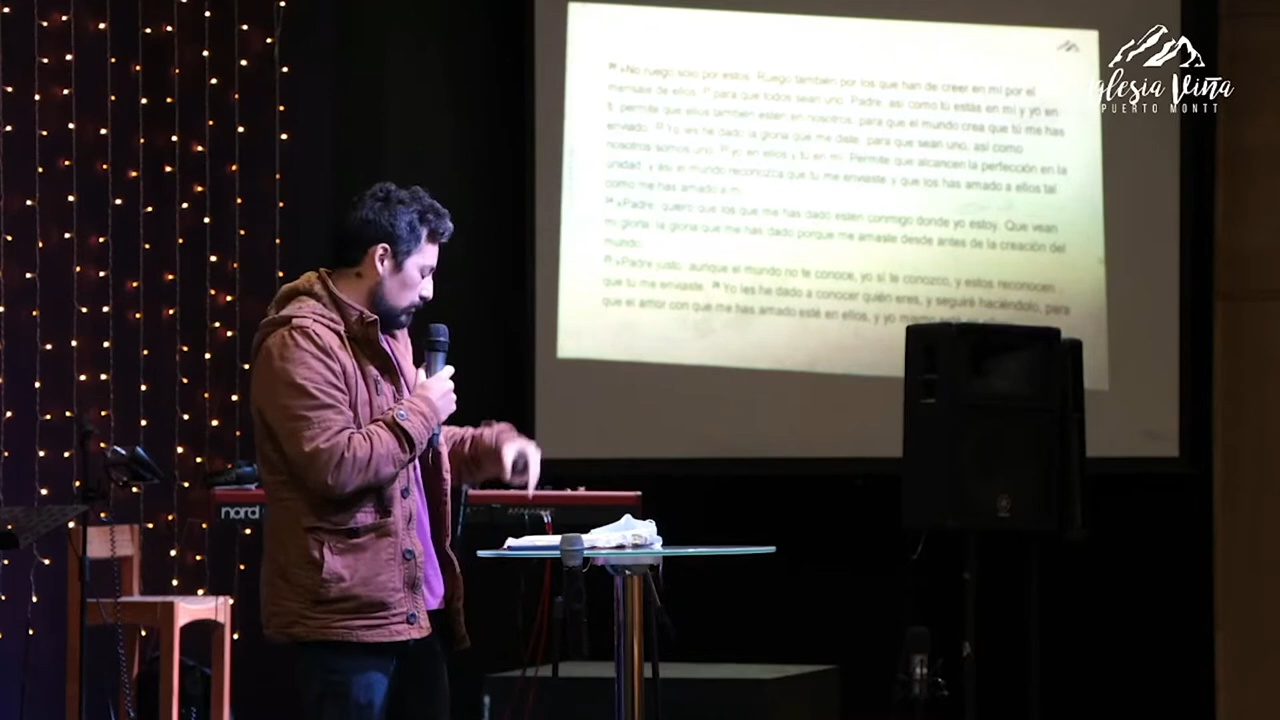 Iglesia Viña
PUERTO MONTT
20 »No ruego solo por estos. Ruego también por los que han de creer en mí por el
mensaje de ellos, 21 para que todos sean uno. Padre, así como tú estás en mí y yo en
ti, permite que ellos también estén en nosotros, para que el mundo crea que tú me has
enviado. 22 Yo les he dado la gloria que me diste, para que sean uno, así como
nosotros somos uno: 23 yo en ellos y tú en mí. Permite que alcancen la perfección en la
unidad, y así el mundo reconozca que tú me enviaste y que los has amado a ellos tal
como me has amado a mí.
24 »Padre, quiero que los que me has dado estén conmigo donde yo estoy. Que vean
mi gloria, la gloria que me has dado porque me amaste desde antes de la creación del
mundo.
25 »Padre justo, aunque el mundo no te conoce, yo sí te conozco, y estos reconocen
que tú me enviaste. 26 Yo les he dado a conocer quién eres, y seguiré haciéndolo, para
que el amor con que me has amado esté en ellos, y yo mismo esté en
nord